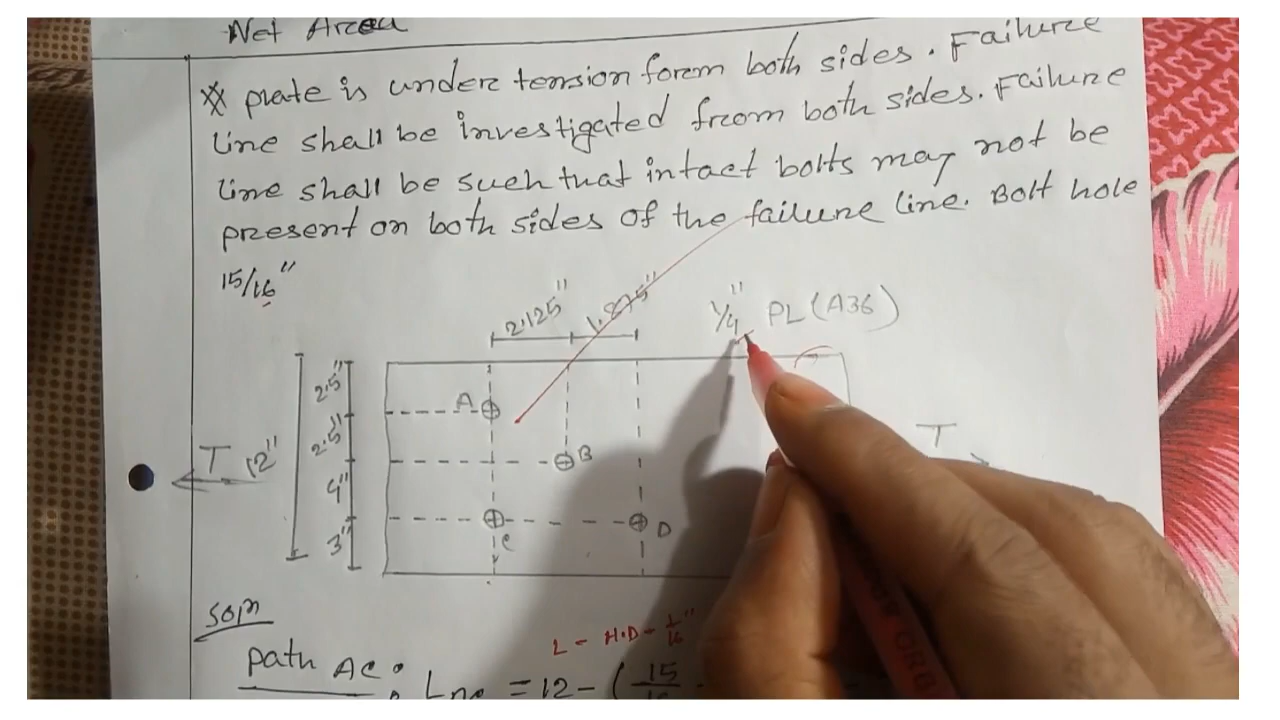 Net Area
* plate is under tension form both sides. Failure
line shall be investigated from both sides. Failure
line shall be such that intact bolts may not be
present on both sides of the failure line. Bolt hole
15/16"
2.125" 1.875" 1/4" PL (A36)
2.5"
A
T 12" 2.5" B T
4"
C D
3"
Soln
L - H.D - 1/16"
path AC:
= 12 - ( 15